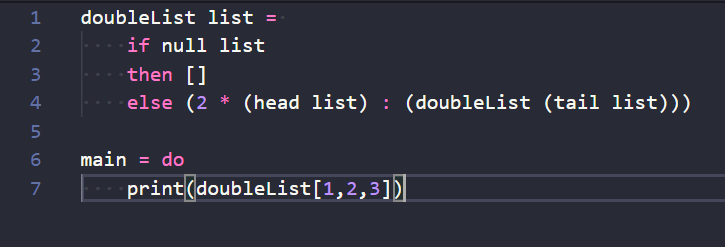 1 doubleList list =
2 if null list
3 then []
4 else (2 * (head list) : (doubleList (tail list)))
5
6 main = do
7 print(doubleList[1,2,3])